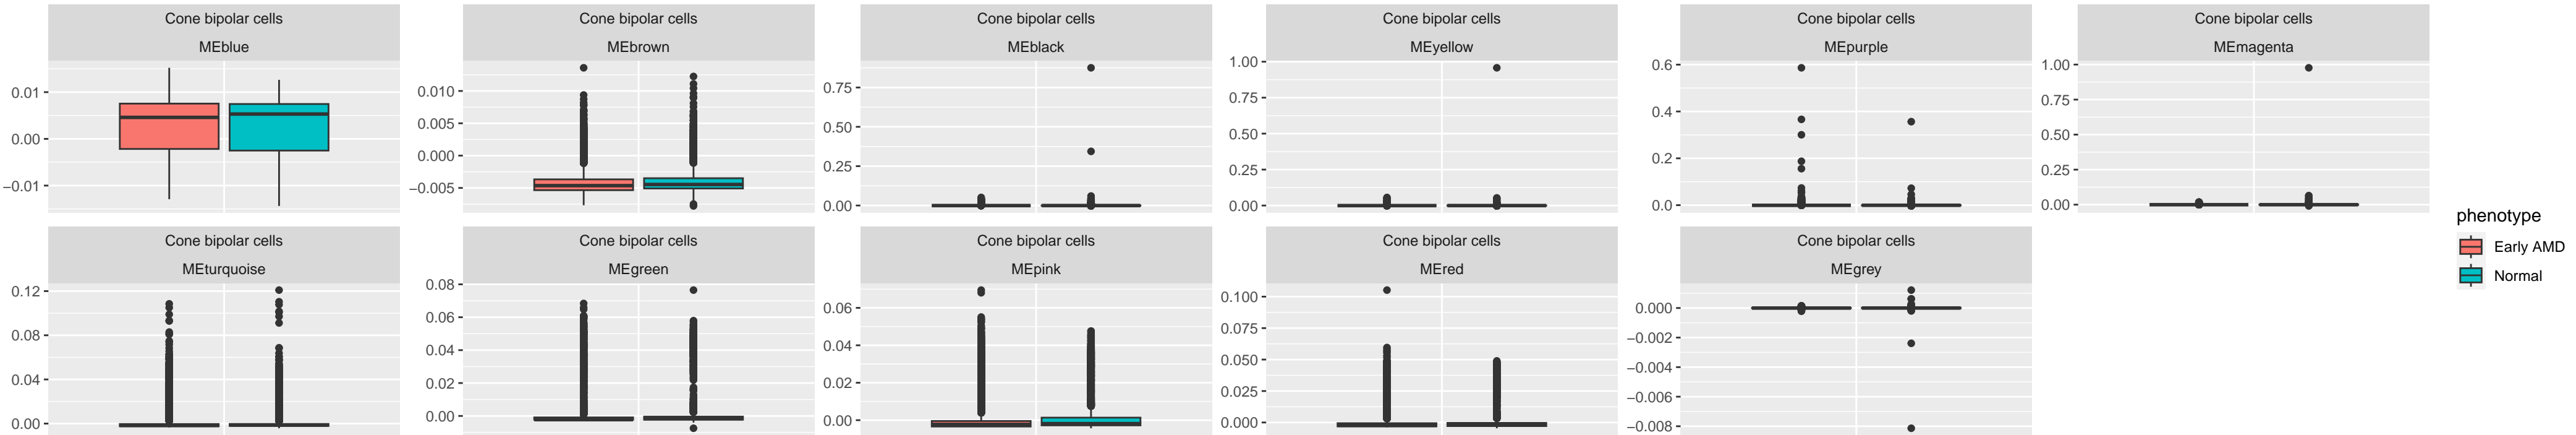 Cone bipolar cells
MEblue
0.01
0.00
−0.01
Cone bipolar cells
MEbrown
0.010
0.005
0.000
−0.005
Cone bipolar cells
MEblack
0.75
0.50
0.25
0.00
Cone bipolar cells
MEyellow
1.00
0.75
0.50
0.25
0.00
Cone bipolar cells
MEpurple
0.6
0.4
0.2
0.0
Cone bipolar cells
MEmagenta
1.00
0.75
0.50
0.25
0.00
Cone bipolar cells
MEturquoise
0.12
0.08
0.04
0.00
Cone bipolar cells
MEgreen
0.08
0.06
0.04
0.02
0.00
Cone bipolar cells
MEpink
0.06
0.04
0.02
0.00
Cone bipolar cells
MEred
0.100
0.075
0.050
0.025
0.000
Cone bipolar cells
MEgrey
0.000
−0.002
−0.004
−0.006
−0.008
phenotype
Early AMD
Normal